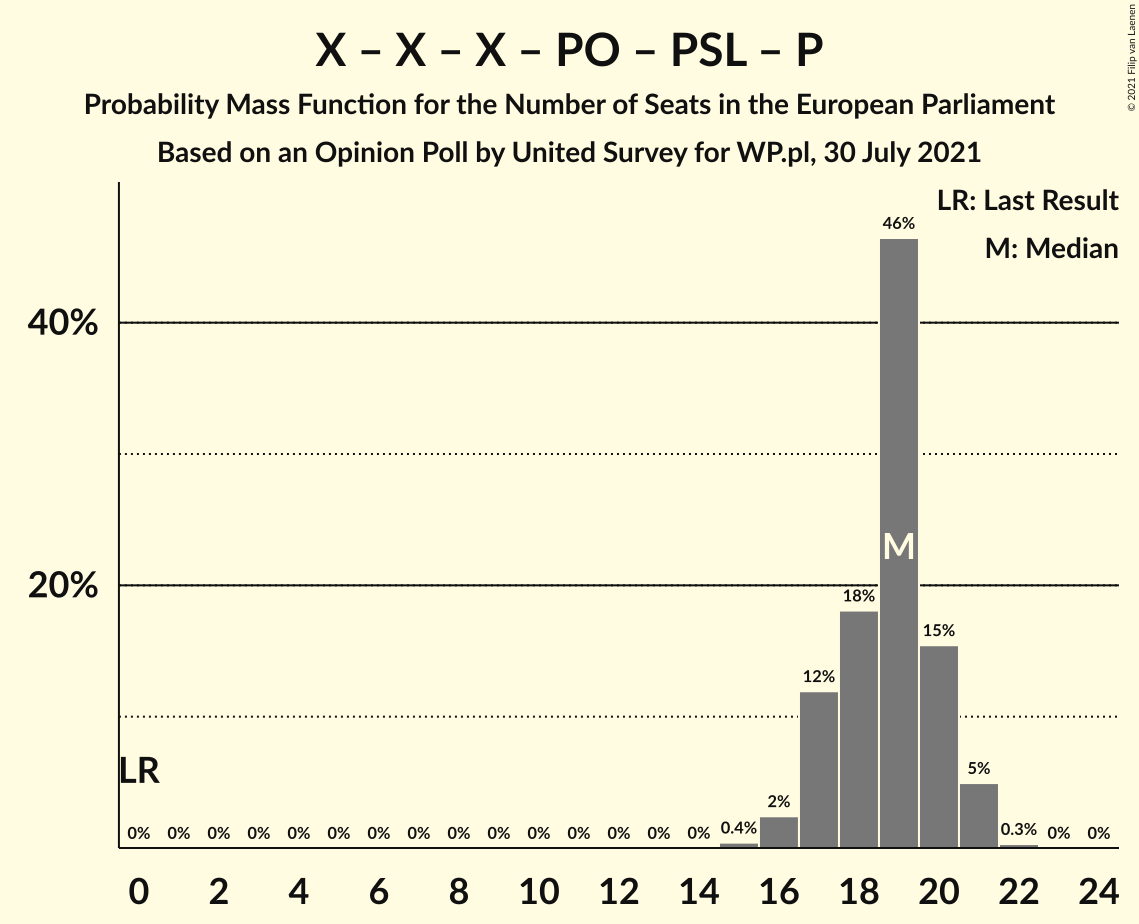 X – X – X – PO – PSL – P
Probability Mass Function for the Number of Seats in the European Parliament
Based on an Opinion Poll by United Survey for WP.pl, 30 July 2021
© 2021 Filip van Laenen
LR: Last Result
M: Median
46%
40%
M
20%
18%
15%
12%
LR
5%
2%
0% 0% 0% 0% 0% 0% 0% 0% 0% 0% 0% 0% 0% 0% 0% 0.4% 0.3% 0% 0%
0 2 4 6 8 10 12 14 16 18 20 22 24